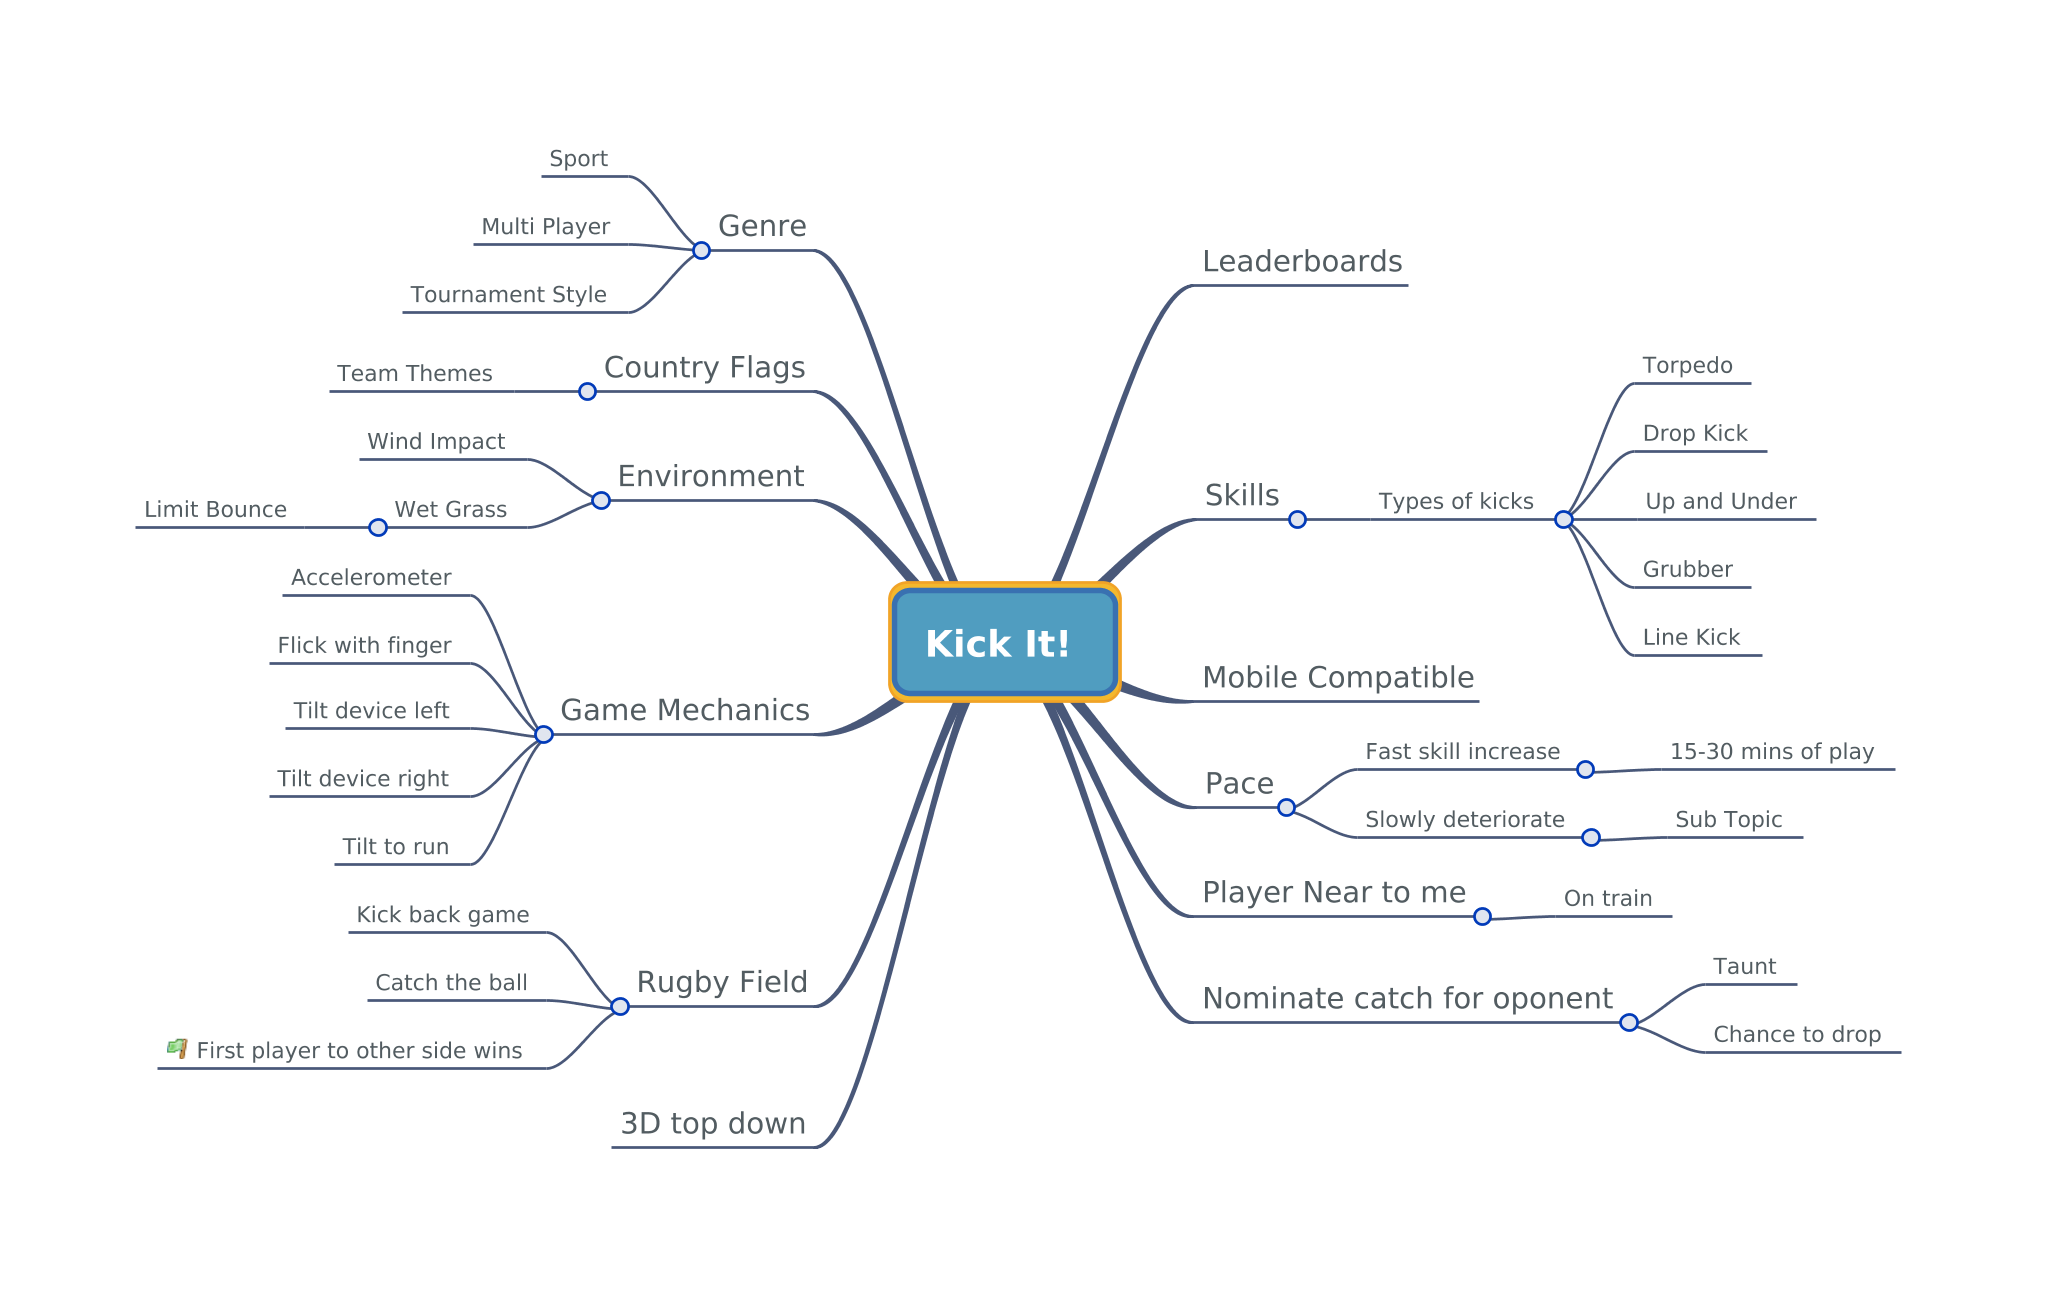 Kick It!
Genre
Sport
Multi Player
Tournament Style
Country Flags
Team Themes
Environment
Wind Impact
Wet Grass
Limit Bounce
Game Mechanics
Accelerometer
Flick with finger
Tilt device left
Tilt device right
Tilt to run
Rugby Field
Kick back game
Catch the ball
First player to other side wins
3D top down
Leaderboards
Skills
Types of kicks
Torpedo
Drop Kick
Up and Under
Grubber
Line Kick
Mobile Compatible
Pace
Fast skill increase
15-30 mins of play
Slowly deteriorate
Sub Topic
Player Near to me
On train
Nominate catch for oponent
Taunt
Chance to drop